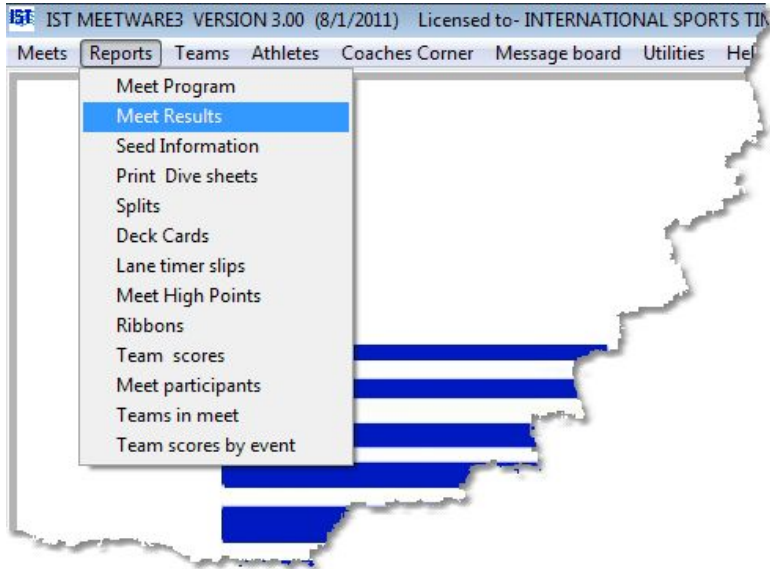 IST IST MEETWARE3 VERSION 3.00 (8/1/2011) Licensed to- INTERNATIONAL SPORTS
Meets Reports Teams Athletes Coaches Corner Message board Utilities
Meet Program
Meet Results
Seed Information
Print Dive sheets
Splits
Deck Cards
Lane timer slips
Meet High Points
Ribbons
Team scores
Meet participants
Teams in meet
Team scores by event